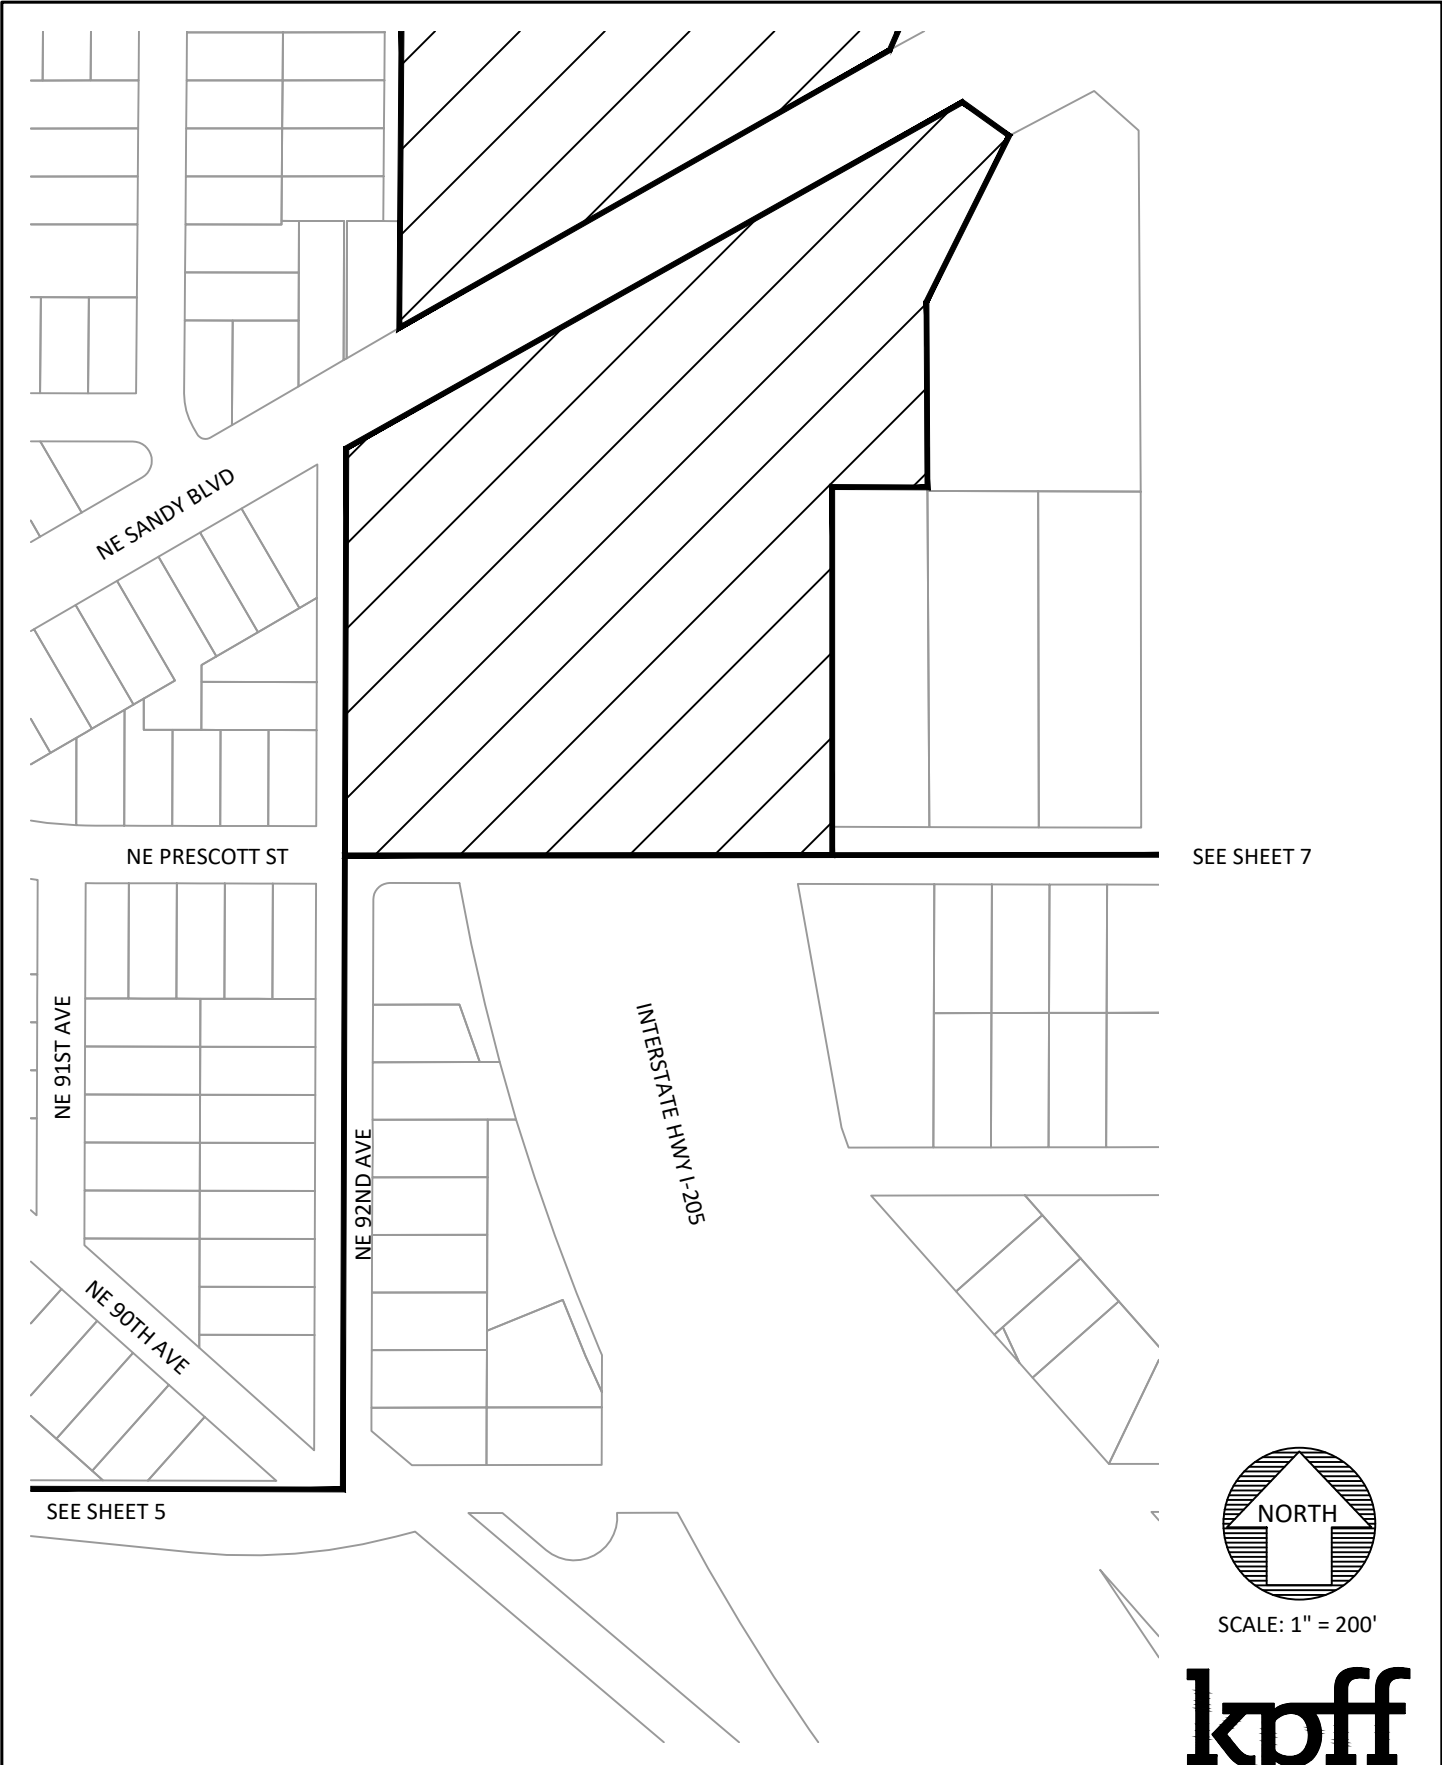 NE SANDY BLVD
NE PRESCOTT ST
SEE SHEET 7
NE 91ST AVE
INTERSTATE HWY I-205
NE 92ND AVE
NE 90TH AVE
SEE SHEET 5
NORTH
SCALE: 1" = 200'
kpff